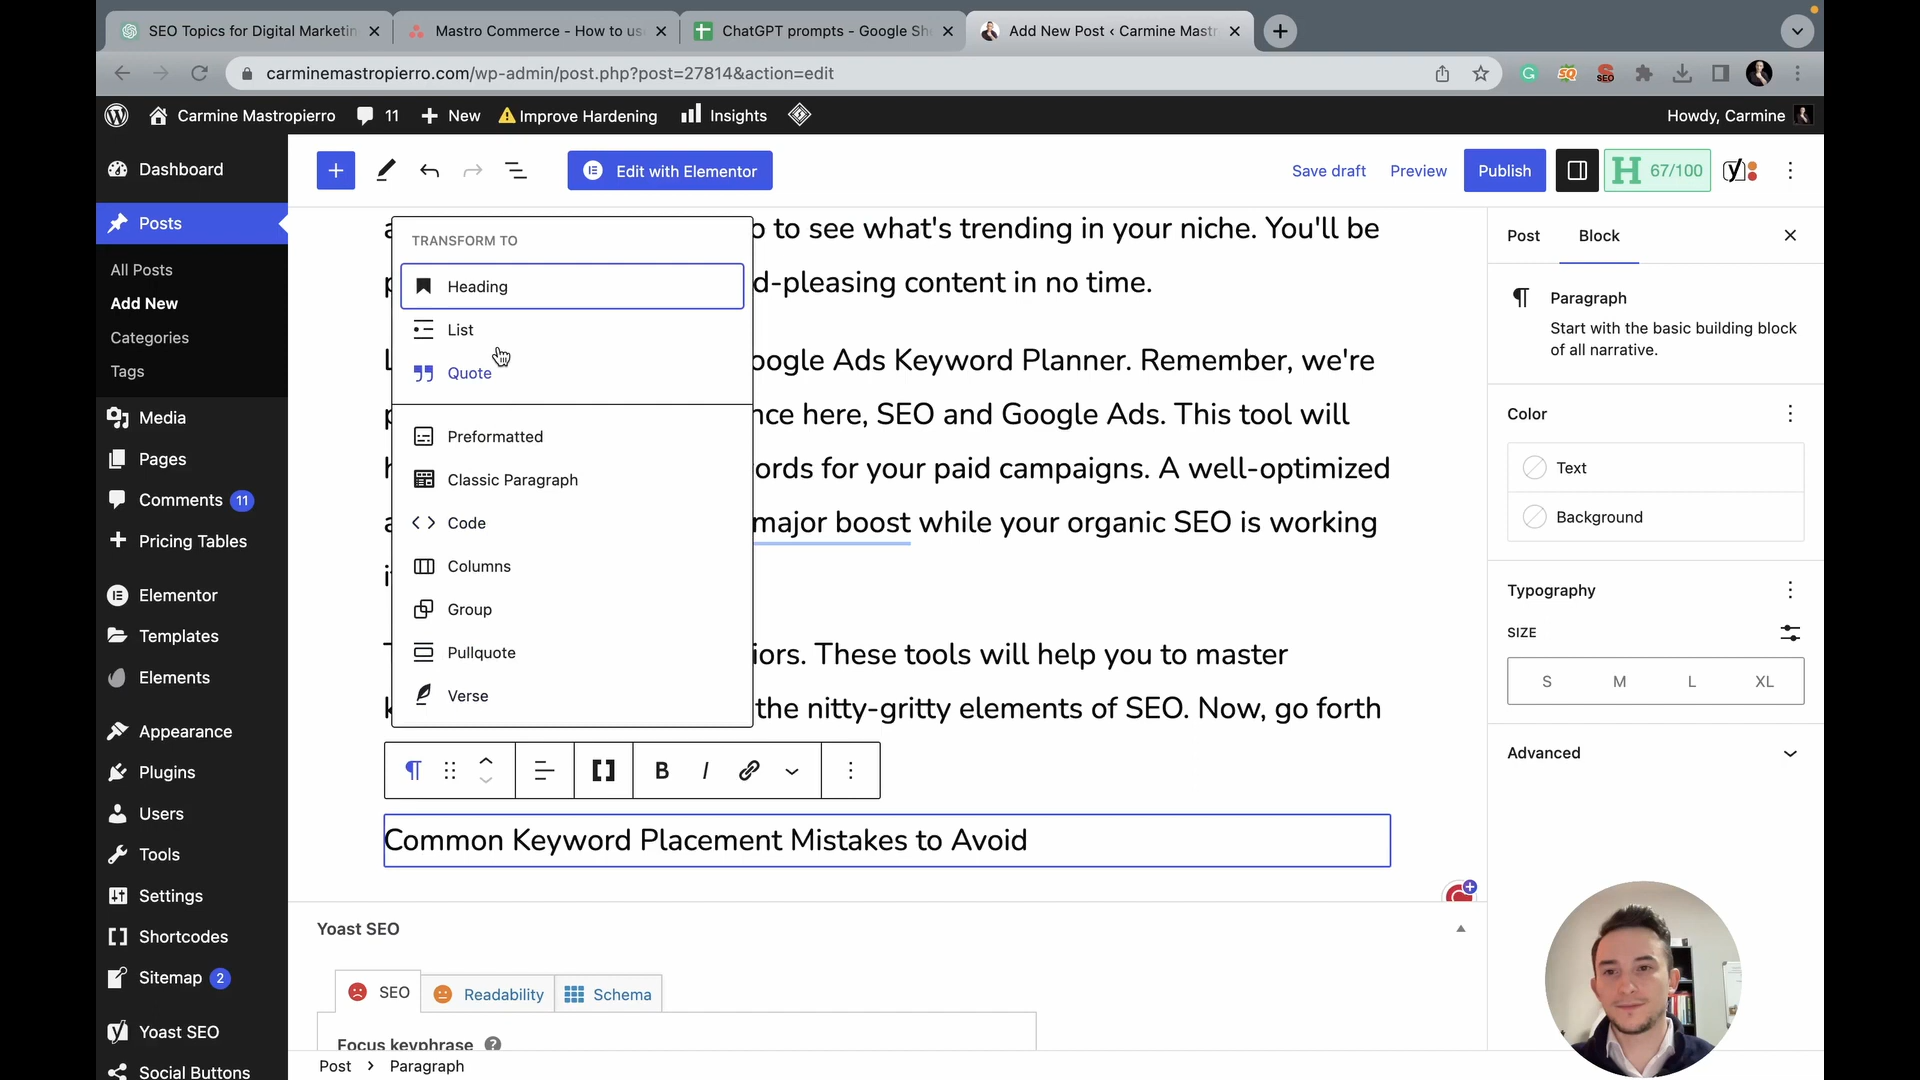 SEO Topics for Digital Marketin
Mastro Commerce - How to us
ChatGPT prompts - Google Sh
Add New Post ‹ Carmine Mastr
carminemastropierro.com/wp-admin/post.php?post=27814&action=edit
SQ
SEO
Carmine Mastropierro
11
New
Improve Hardening
Insights
Howdy, Carmine
Dashboard
Posts
All Posts
Add New
Categories
Tags
Media
Pages
Comments 11
Pricing Tables
Elementor
Templates
Elements
Appearance
Plugins
Users
Tools
Settings
Shortcodes
Sitemap 2
Yoast SEO
Social Buttons
Edit with Elementor
Save draft
Preview
Publish
H 67/100
to see what's trending in your niche. You'll be
d-pleasing content in no time.
oogle Ads Keyword Planner. Remember, we're
nce here, SEO and Google Ads. This tool will
ords for your paid campaigns. A well-optimized
major boost while your organic SEO is working
iors. These tools will help you to master
the nitty-gritty elements of SEO. Now, go forth
TRANSFORM TO
Heading
List
Quote
Preformatted
Classic Paragraph
Code
Columns
Group
Pullquote
Verse
B I
Common Keyword Placement Mistakes to Avoid
Yoast SEO
SEO
Readability
Schema
Focus keyphrase
Post
Paragraph
Post
Block
Paragraph
Start with the basic building block
of all narrative.
Color
Text
Background
Typography
SIZE
S M L XL
Advanced